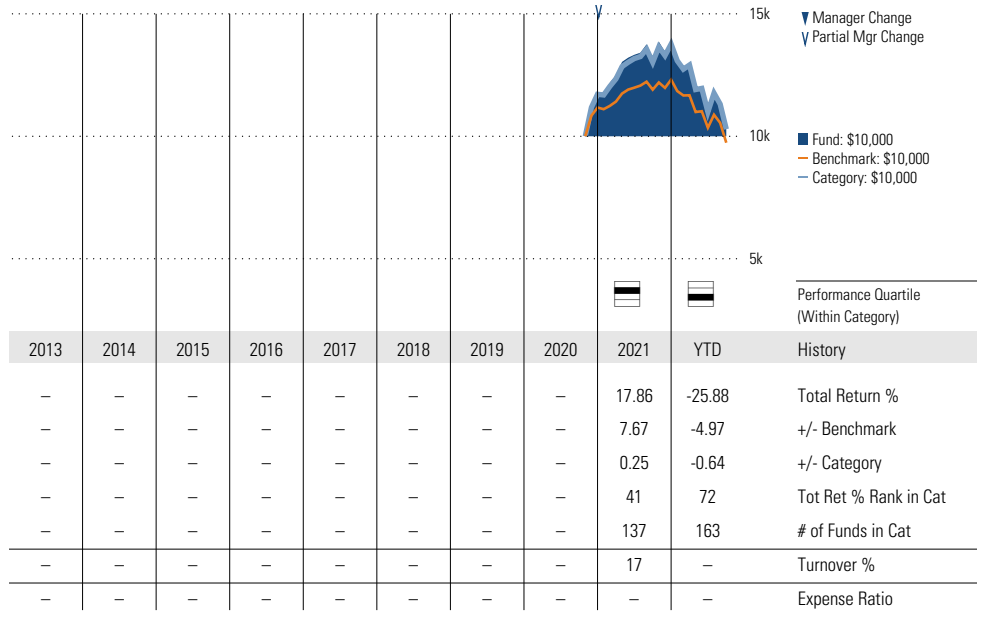 15k
▼ Manager Change
Partial Mgr Change
10k
Fund: $10,000
Benchmark: $10,000
Category: $10,000
5k
Performance Quartile
(Within Category)
2013 2014 2015 2016 2017 2018 2019 2020 2021 YTD History
– – – – – – – – 17.86 -25.88 Total Return %
– – – – – – – – 7.67 -4.97 +/- Benchmark
– – – – – – – – 0.25 -0.64 +/- Category
– – – – – – – – 41 72 Tot Ret % Rank in Cat
– – – – – – – – 137 163 # of Funds in Cat
– – – – – – – – 17 – Turnover %
– – – – – – – – – – Expense Ratio